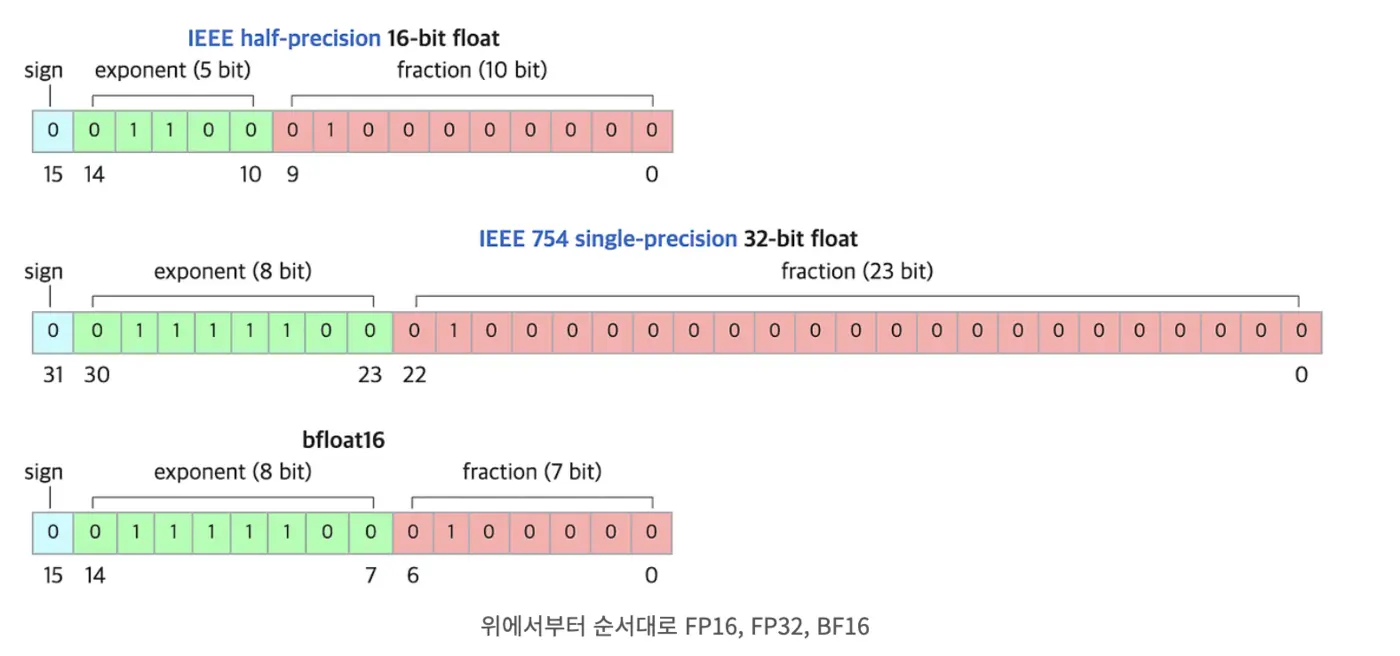 IEEE half-precision 16-bit float
sign exponent (5 bit) fraction (10 bit)
0 0 1 1 0 0 0 1 0 0 0 0 0 0 0 0
15 14 10 9 0
IEEE 754 single-precision 32-bit float
sign exponent (8 bit) fraction (23 bit)
0 0 1 1 1 1 1 0 0 0 1 0 0 0 0 0 0 0 0 0 0 0 0 0 0 0 0 0 0 0 0 0
31 30 23 22 0
bfloat16
sign exponent (8 bit) fraction (7 bit)
0 0 1 1 1 1 1 0 0 0 1 0 0 0 0 0
15 14 7 6 0
위에서부터 순서대로 FP16, FP32, BF16